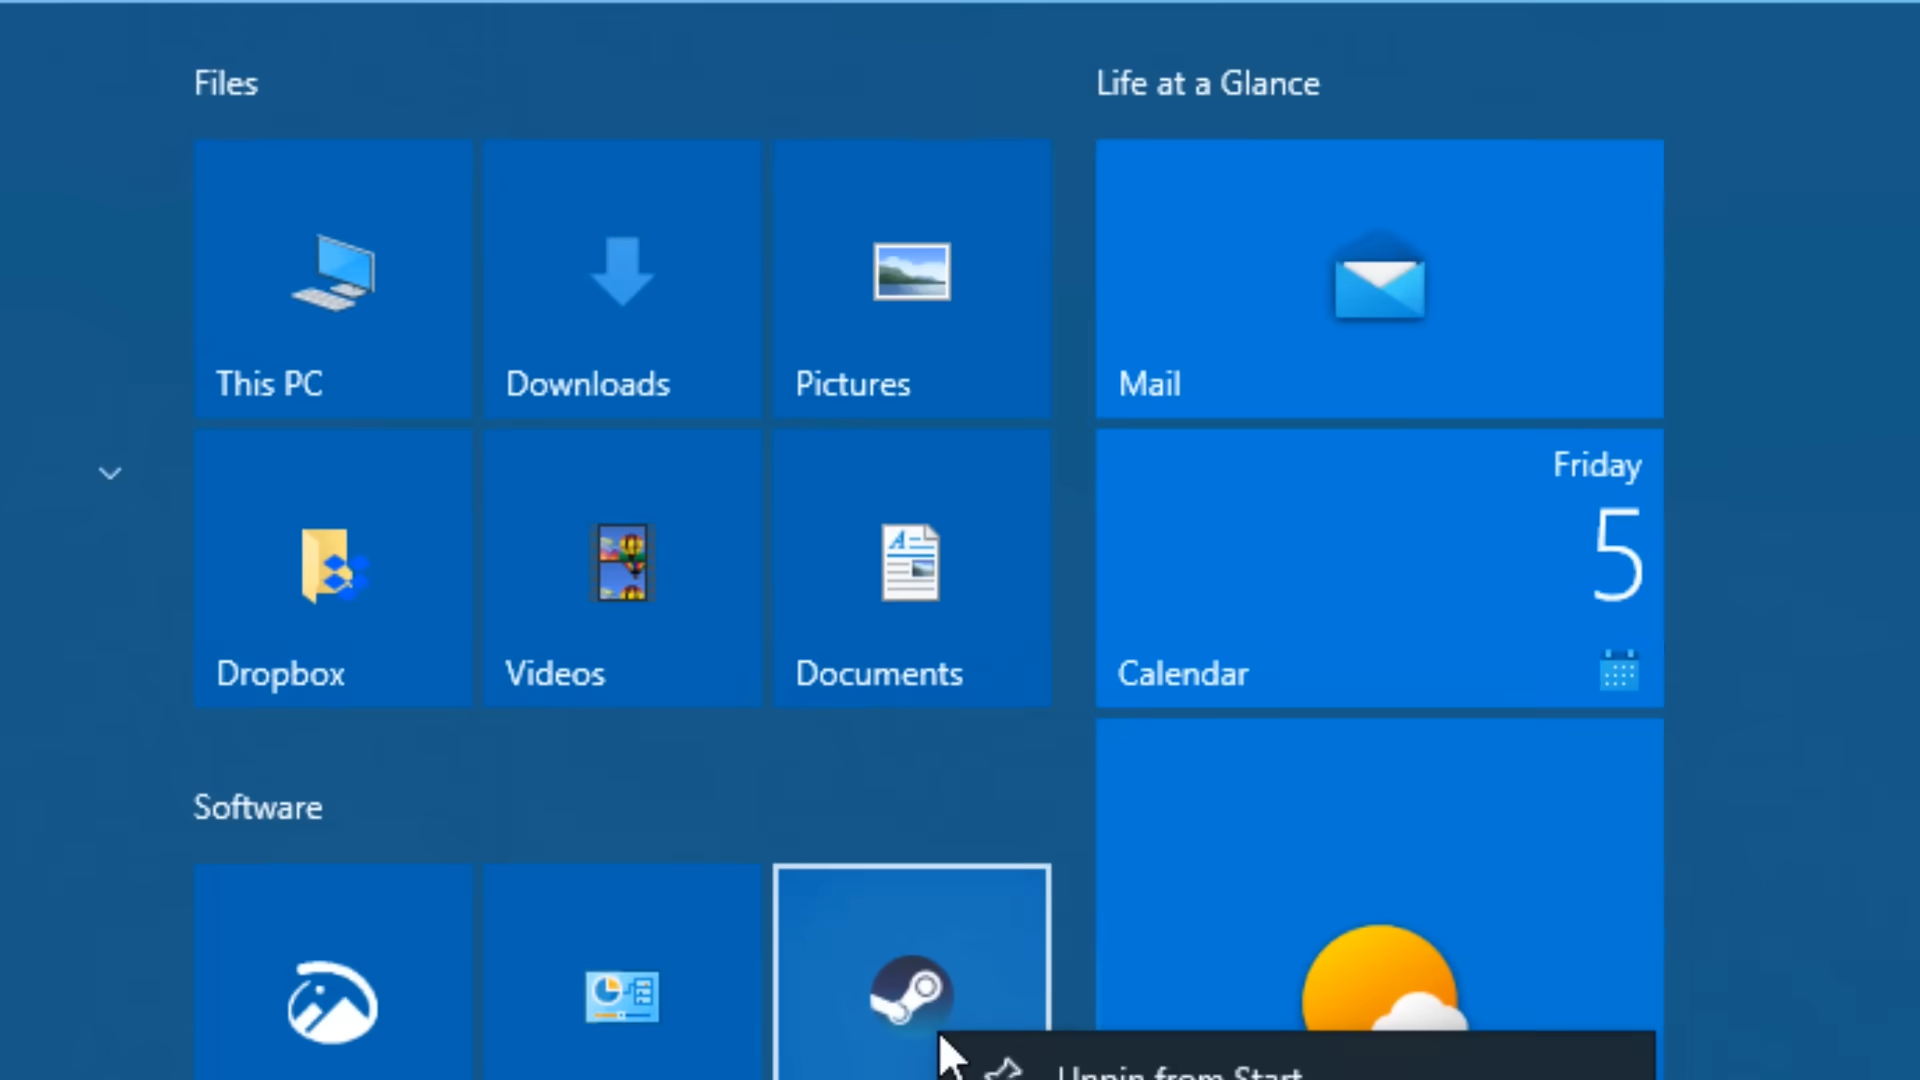 Files
Life at a Glance
This PC
Downloads
Pictures
Mail
Friday
5
Dropbox
Videos
Documents
Calendar
Software
Unpin from Start